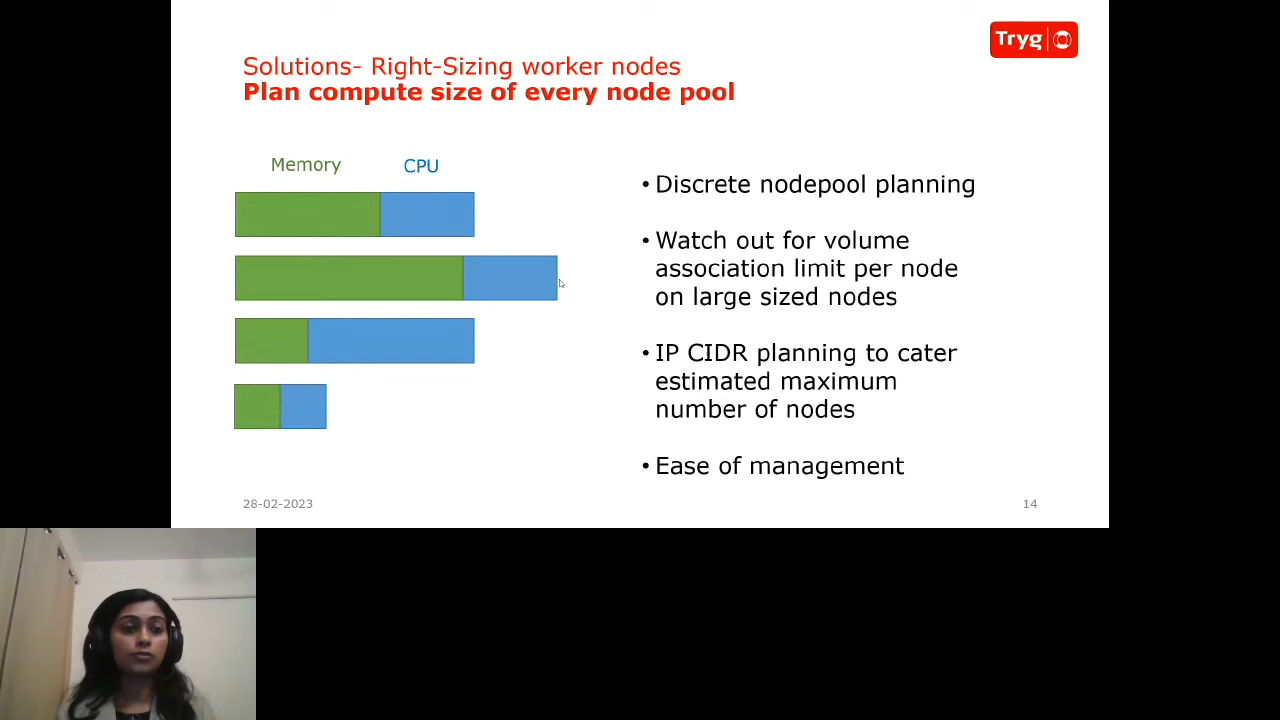 Tryg
Solutions- Right-Sizing worker nodes
Plan compute size of every node pool
Memory CPU
• Discrete nodepool planning
• Watch out for volume
association limit per node
on large sized nodes
• IP CIDR planning to cater
estimated maximum
number of nodes
• Ease of management
28-02-2023
14